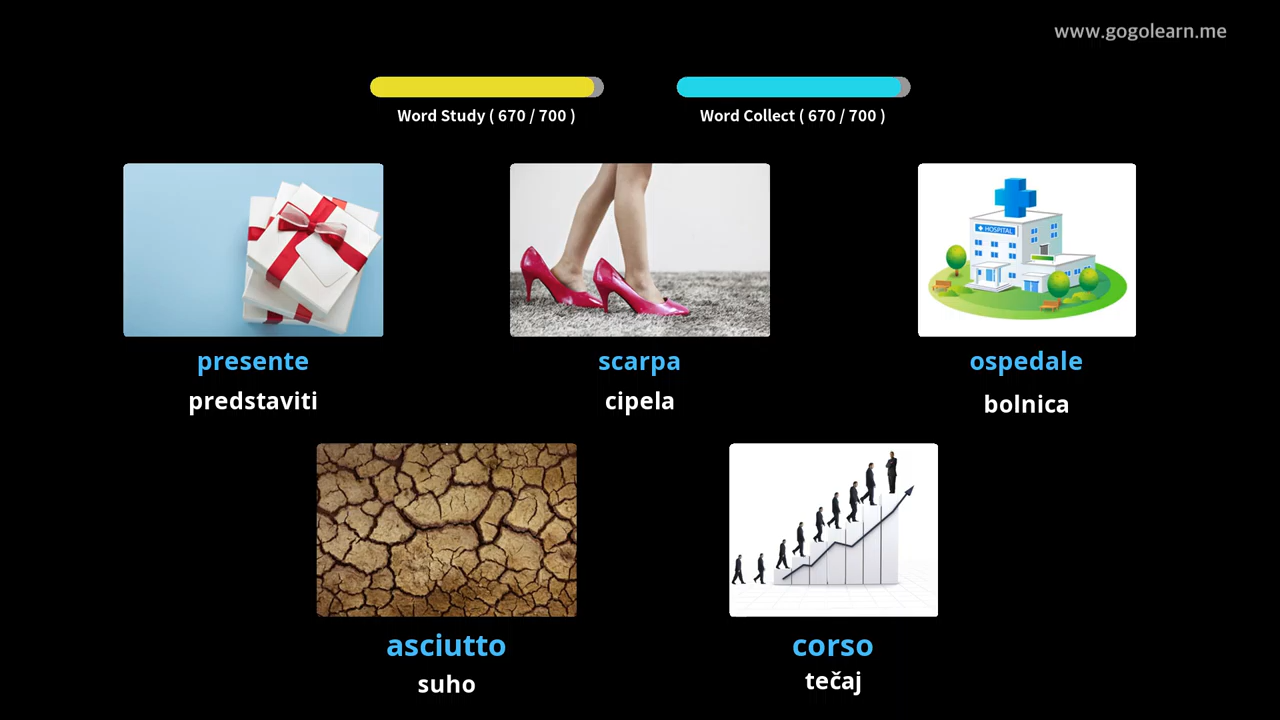 www.gogolearn.me
Word Study ( 670 / 700 )
Word Collect ( 670 / 700 )
HOSPITAL
presente
scarpa
ospedale
predstaviti
cipela
bolnica
asciutto
corso
suho
tečaj